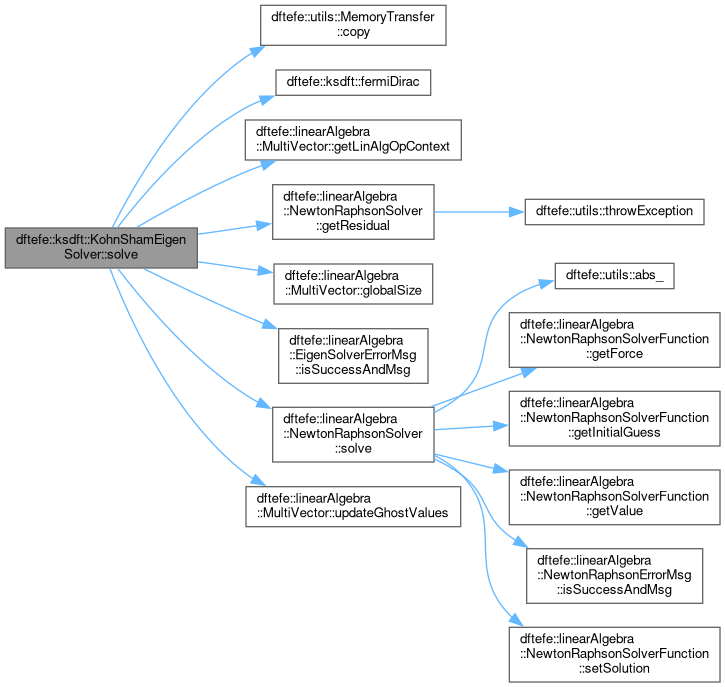 dftefe::ksdft::KohnShamEigen
Solver::solve
dftefe::utils::MemoryTransfer
::copy
dftefe::ksdft::fermiDirac
dftefe::linearAlgebra
::MultiVector::getLinAlgOpContext
dftefe::linearAlgebra
::NewtonRaphsonSolver
::getResidual
dftefe::linearAlgebra
::MultiVector::globalSize
dftefe::linearAlgebra
::EigenSolverErrorMsg
::isSuccessAndMsg
dftefe::linearAlgebra
::NewtonRaphsonSolver
::solve
dftefe::linearAlgebra
::MultiVector::updateGhostValues
dftefe::utils::throwException
dftefe::utils::abs_
dftefe::linearAlgebra
::NewtonRaphsonSolverFunction
::getForce
dftefe::linearAlgebra
::NewtonRaphsonSolverFunction
::getInitialGuess
dftefe::linearAlgebra
::NewtonRaphsonSolverFunction
::getValue
dftefe::linearAlgebra
::NewtonRaphsonErrorMsg
::isSuccessAndMsg
dftefe::linearAlgebra
::NewtonRaphsonSolverFunction
::setSolution